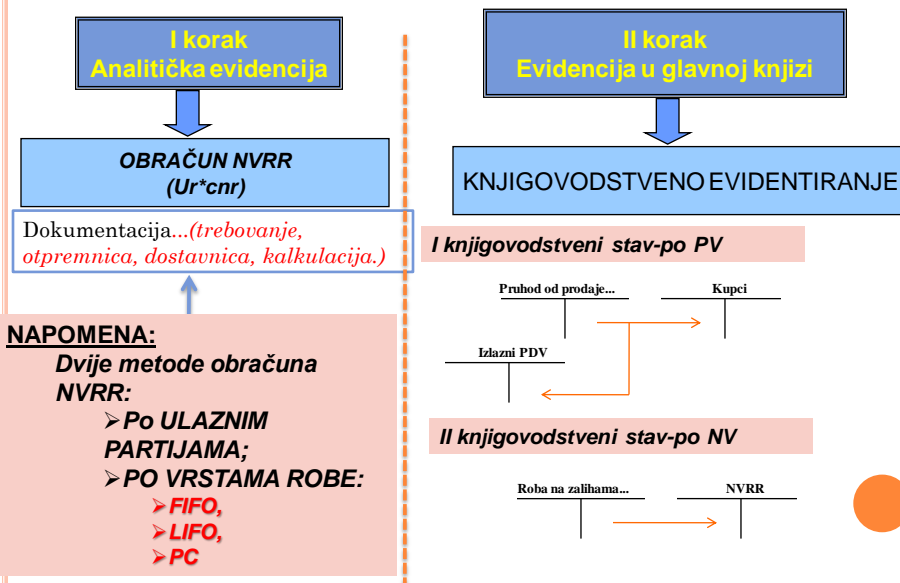 I korak
Analitička evidencija
OBRAČUN NVRR
(Ur*cnr)
Dokumentacija...(trebovanje,
otpremnica, dostavnica, kalkulacija.)
NAPOMENA:
Dvije metode obračuna
NVRR:
➢Po ULAZNIM
PARTIJAMA;
➢PO VRSTAMA ROBE:
➢FIFO,
➢LIFO,
➢PC
II korak
Evidencija u glavnoj knjizi
KNJIGOVODSTVENO EVIDENTIRANJE
I knjigovodstveni stav-po PV
Pruhod od prodaje...
Kupci
Izlazni PDV
II knjigovodstveni stav-po NV
Roba na zalihama...
NVRR